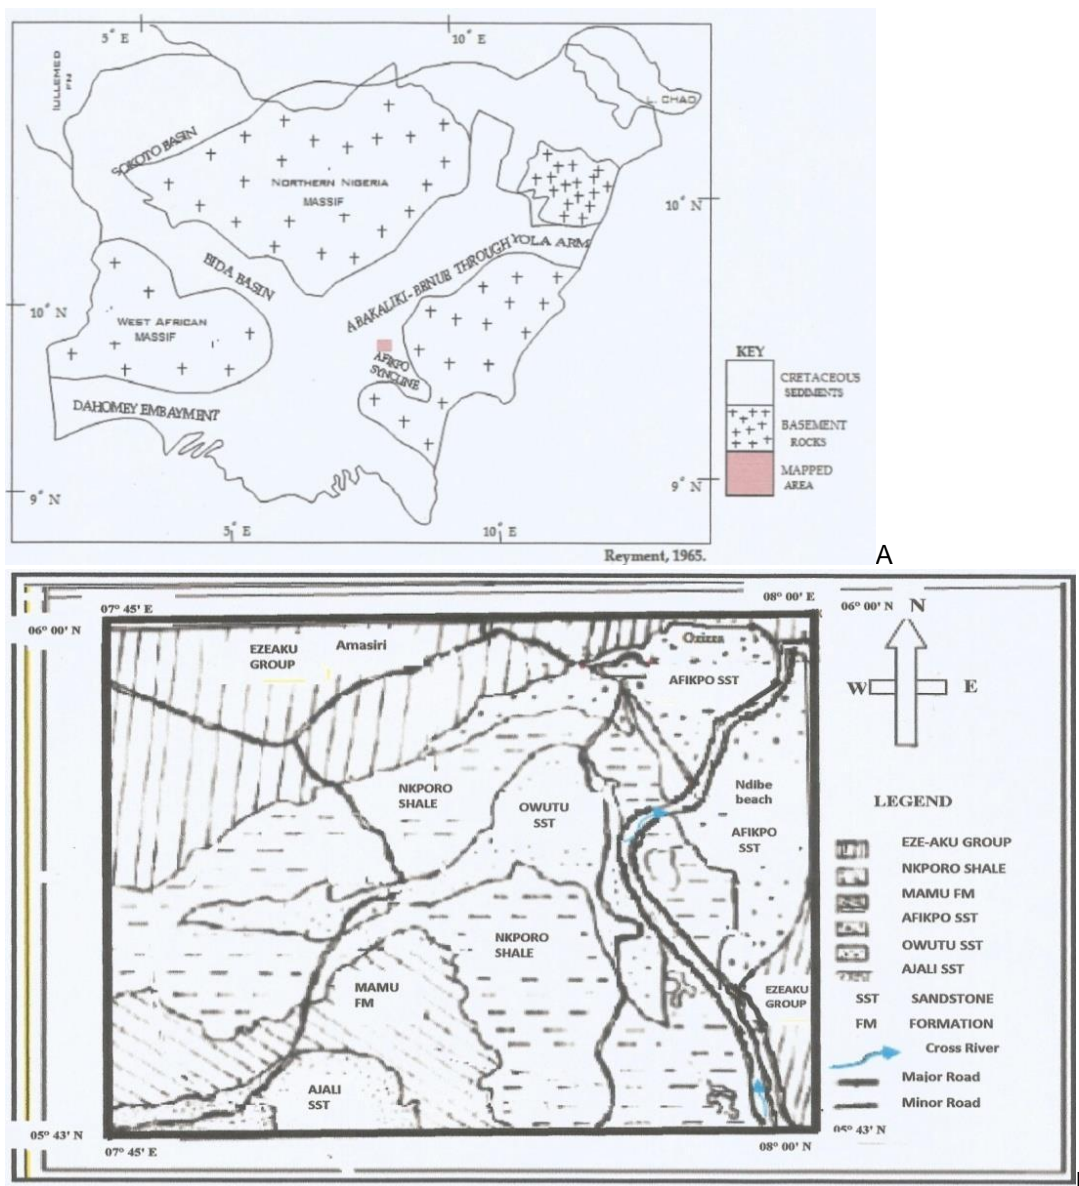 5° E
10° E
IULLEMED
FN
L. CHAD
SOKOTO BASIN
NORTHERN NIGERIA
MASSIF
10° N
ABAKALIKI-BENUE THROUGH YOLA ARM
BIDA BASIN
10° N
WEST AFRICAN
MASSIF
AFIKPO
SYNCLINE
KEY
CRETACEOUS
SEDIMENTS
DAHOMEY EMBAYMENT
BASEMENT
ROCKS
MAPPED
AREA
9° N
9° N
5° E
10° E
Reyment, 1965.
A
07° 45' E
08° 00' E
06° 00' N
N
06° 00' N
EZEAKU
GROUP
Amasiri
Ozizza
AFIKPO SST
W
E
NKPORO
SHALE
OWUTU
SST
Ndibe
beach
AFIKPO
SST
LEGEND
EZE-AKU GROUP
NKPORO SHALE
MAMU FM
AFIKPO SST
OWUTU SST
AJALI SST
NKPORO
SHALE
MAMU
FM
EZEAKU
GROUP
SST SANDSTONE
FM FORMATION
Cross River
Major Road
Minor Road
AJALI
SST
05° 43' N
05° 43' N
07° 45' E
08° 00' N